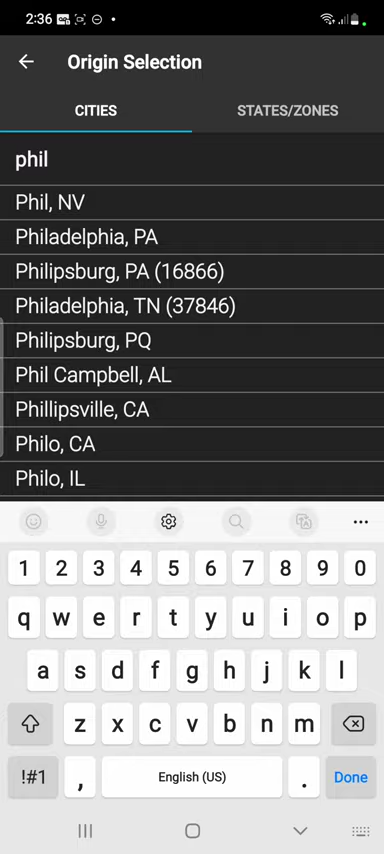 2:36
Origin Selection
CITIES STATES/ZONES
phil
Phil, NV
Philadelphia, PA
Philipsburg, PA (16866)
Philadelphia, TN (37846)
Philipsburg, PQ
Phil Campbell, AL
Phillipsville, CA
Philo, CA
Philo, IL
1 2 3 4 5 6 7 8 9 0
q w e r t y u i o p
a s d f g h j k l
z x c v b n m
!#1 , English (US) . Done